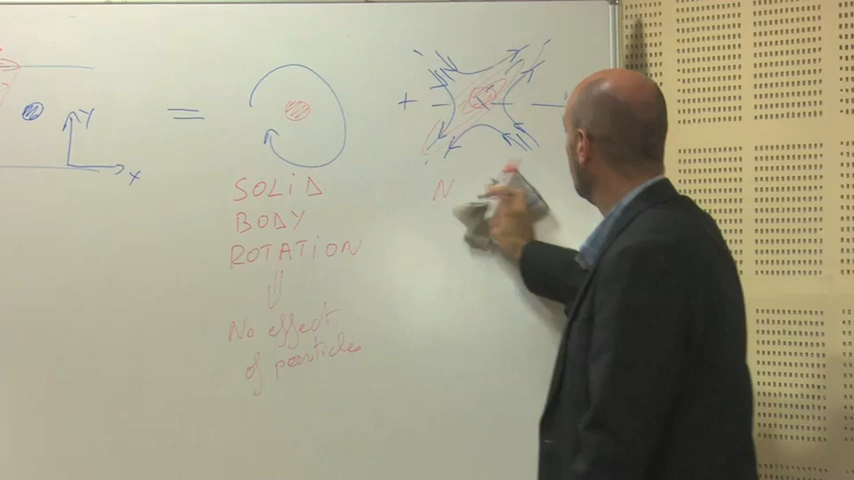 Y
=
+
x
SOLID
N
BODY
ROTATION
No effect
of particles